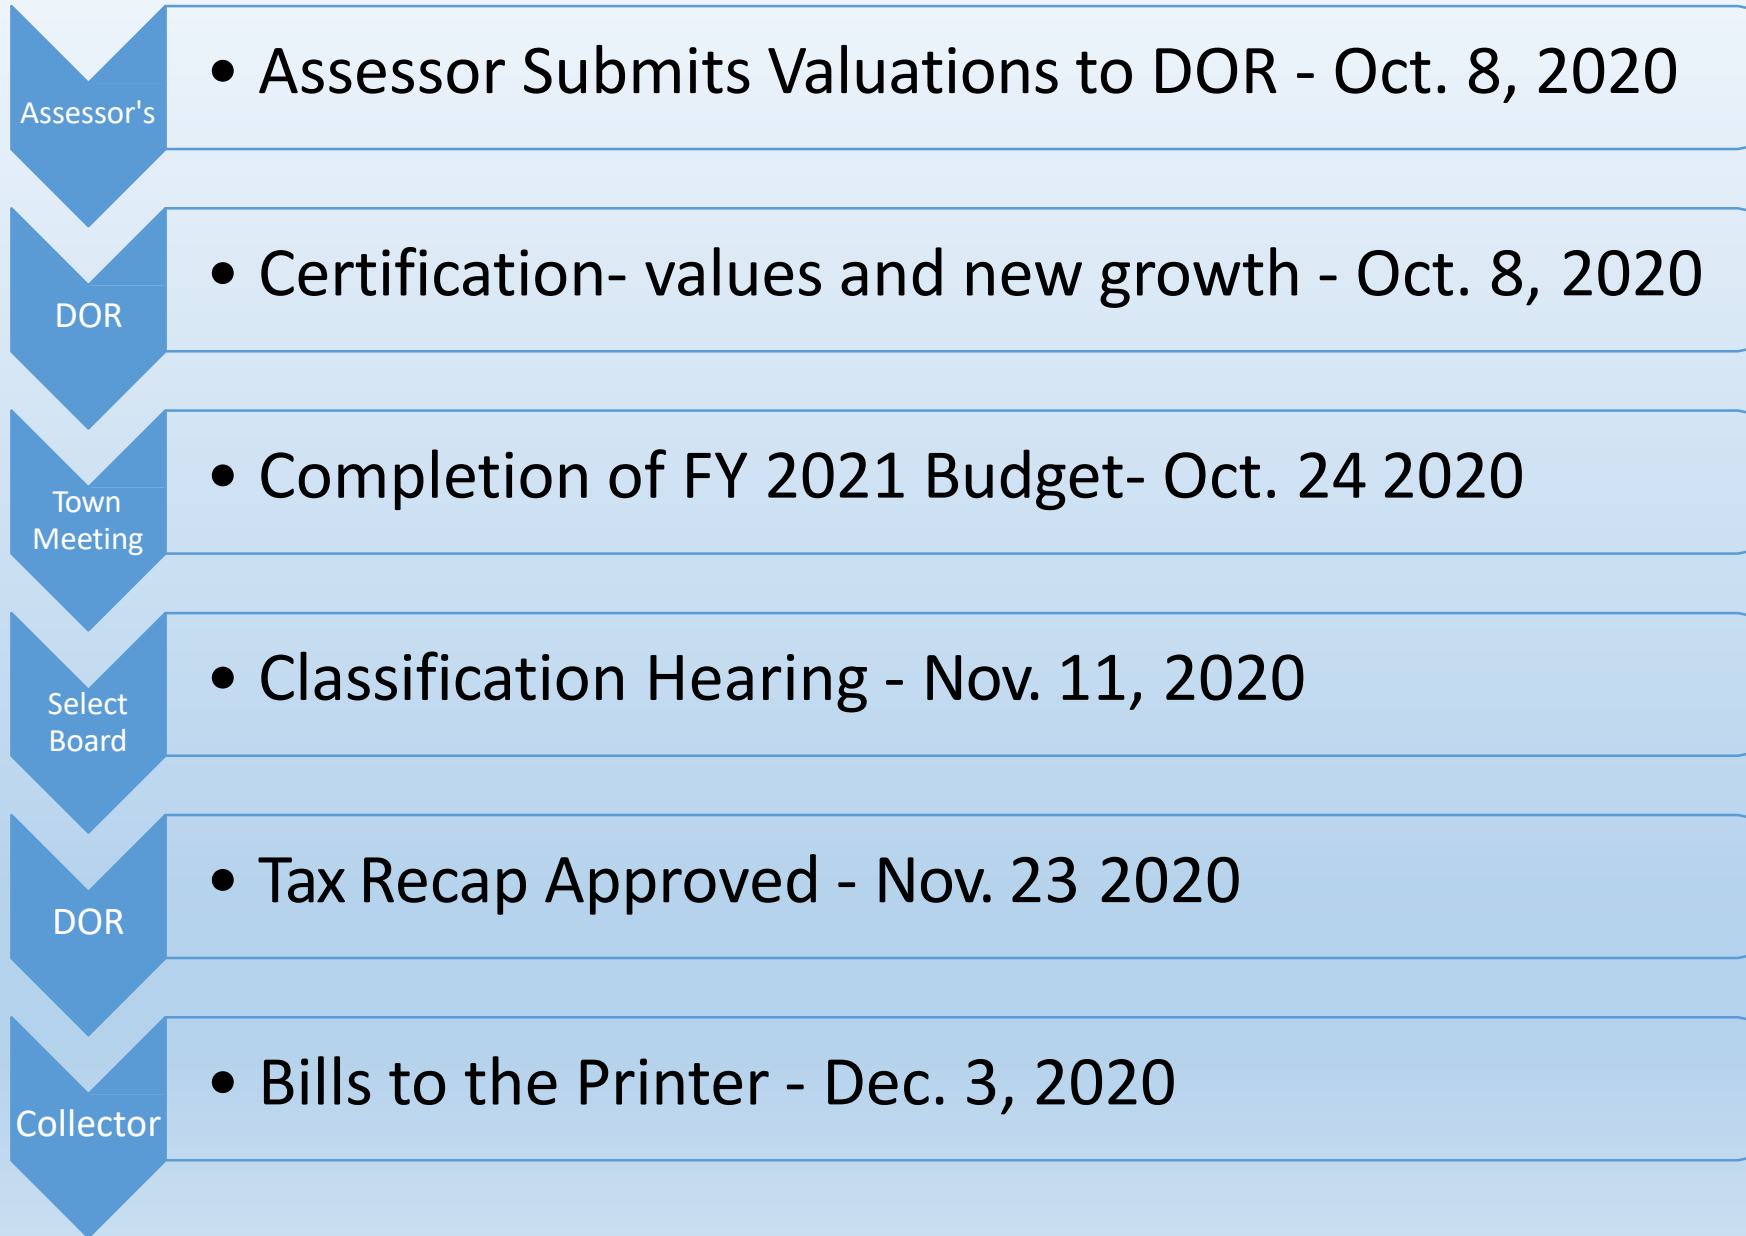 Assessor's
• Assessor Submits Valuations to DOR - Oct. 8, 2020
DOR
• Certification- values and new growth - Oct. 8, 2020
Town
Meeting
• Completion of FY 2021 Budget- Oct. 24 2020
Select
Board
• Classification Hearing - Nov. 11, 2020
DOR
• Tax Recap Approved - Nov. 23 2020
Collector
• Bills to the Printer - Dec. 3, 2020